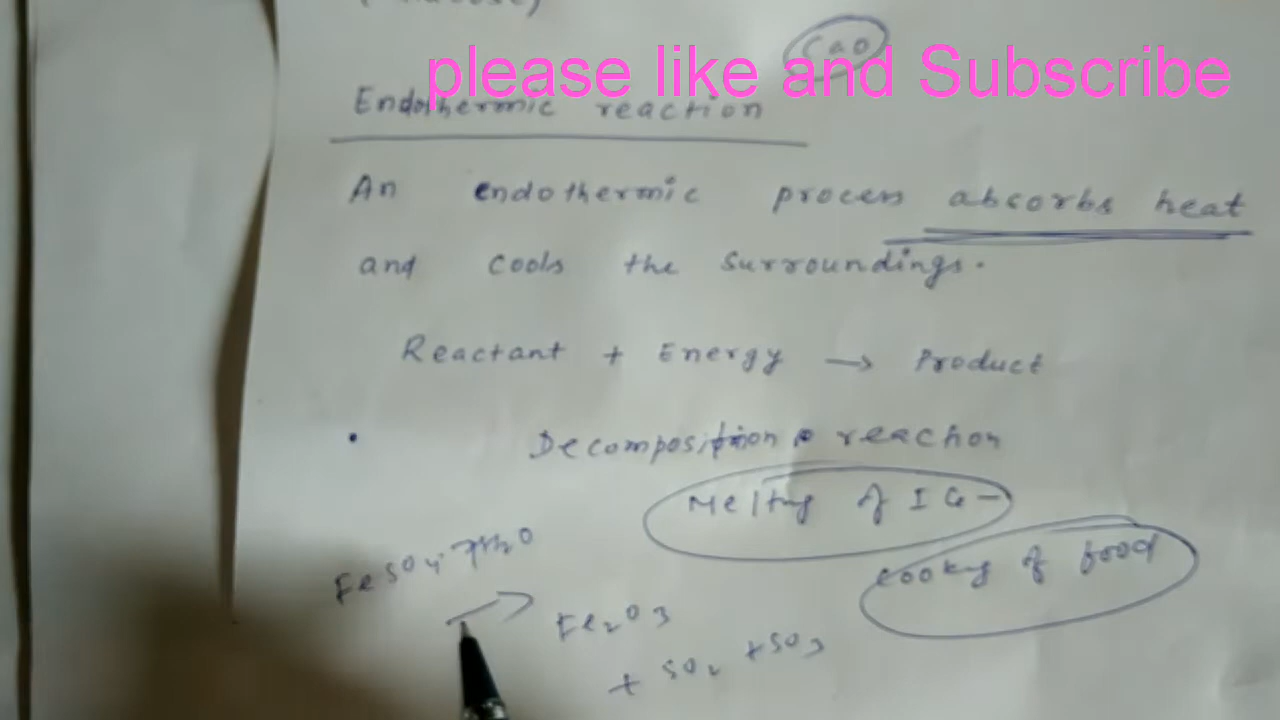 CaO
please like and Subscribe
Endothermic reaction
An endothermic process absorbs heat
and cools the surroundings.
Reactant + Energy → Product
• Decomposition reaction
Melting of Ice
FeSO4·7H2O
cooking of food
→ Fe2O3
+ SO2 + SO3